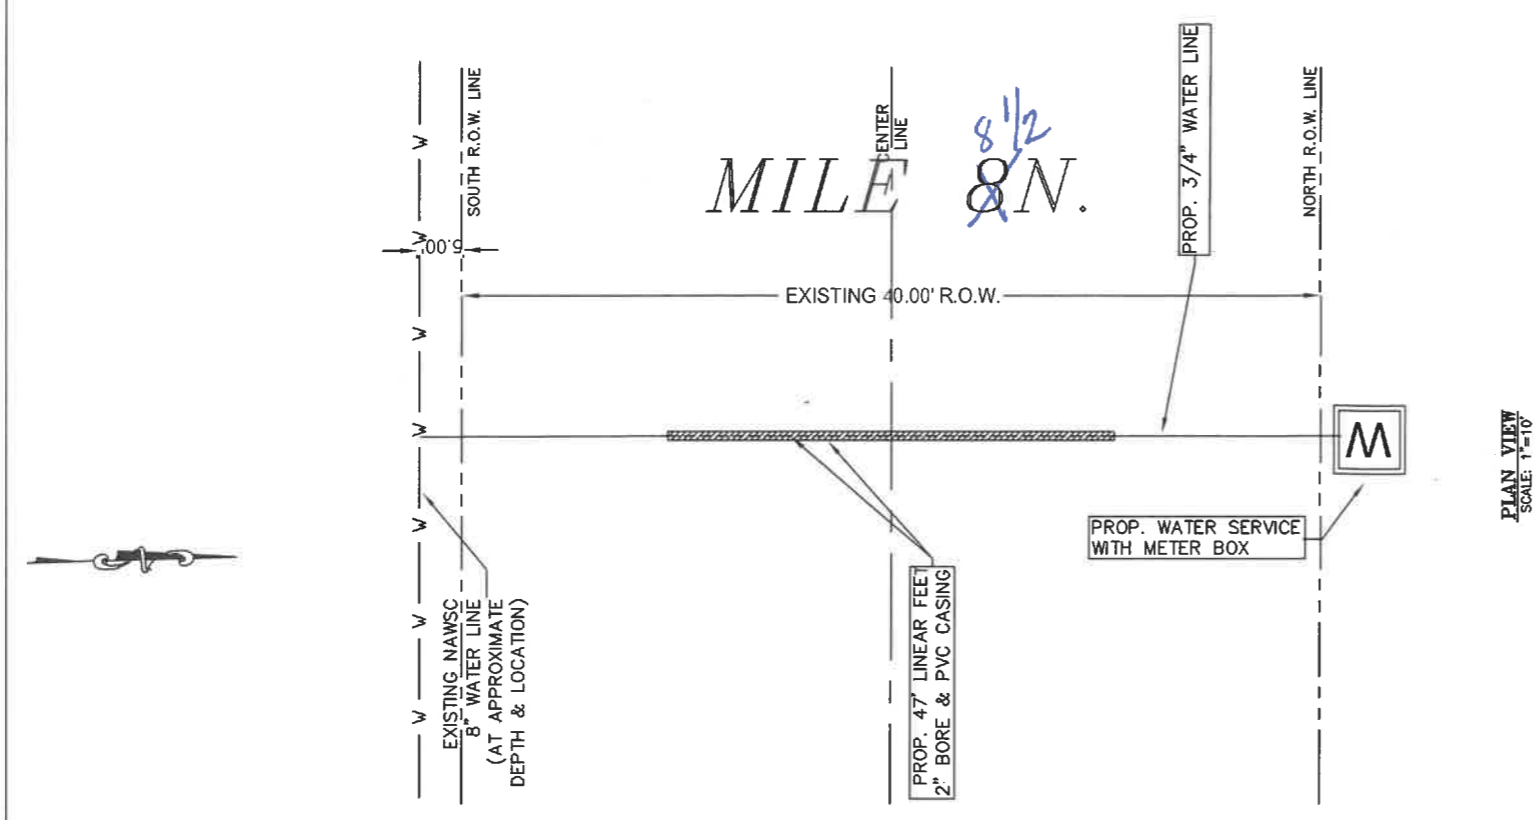 W
W
W
W
W
W
W
SOUTH R.O.W. LINE
5.00'
CENTER
LINE
8 1/2
MILE 8 N.
PROP. 3/4" WATER LINE
NORTH R.O.W. LINE
EXISTING 40.00' R.O.W.
W
PROP. WATER SERVICE
WITH METER BOX
EXISTING NAWSC
8" WATER LINE
(AT APPROXIMATE
DEPTH & LOCATION)
PROP. 47' LINEAR FEET
2" BORE & PVC CASING
PLAN VIEW
SCALE: 1"=10'